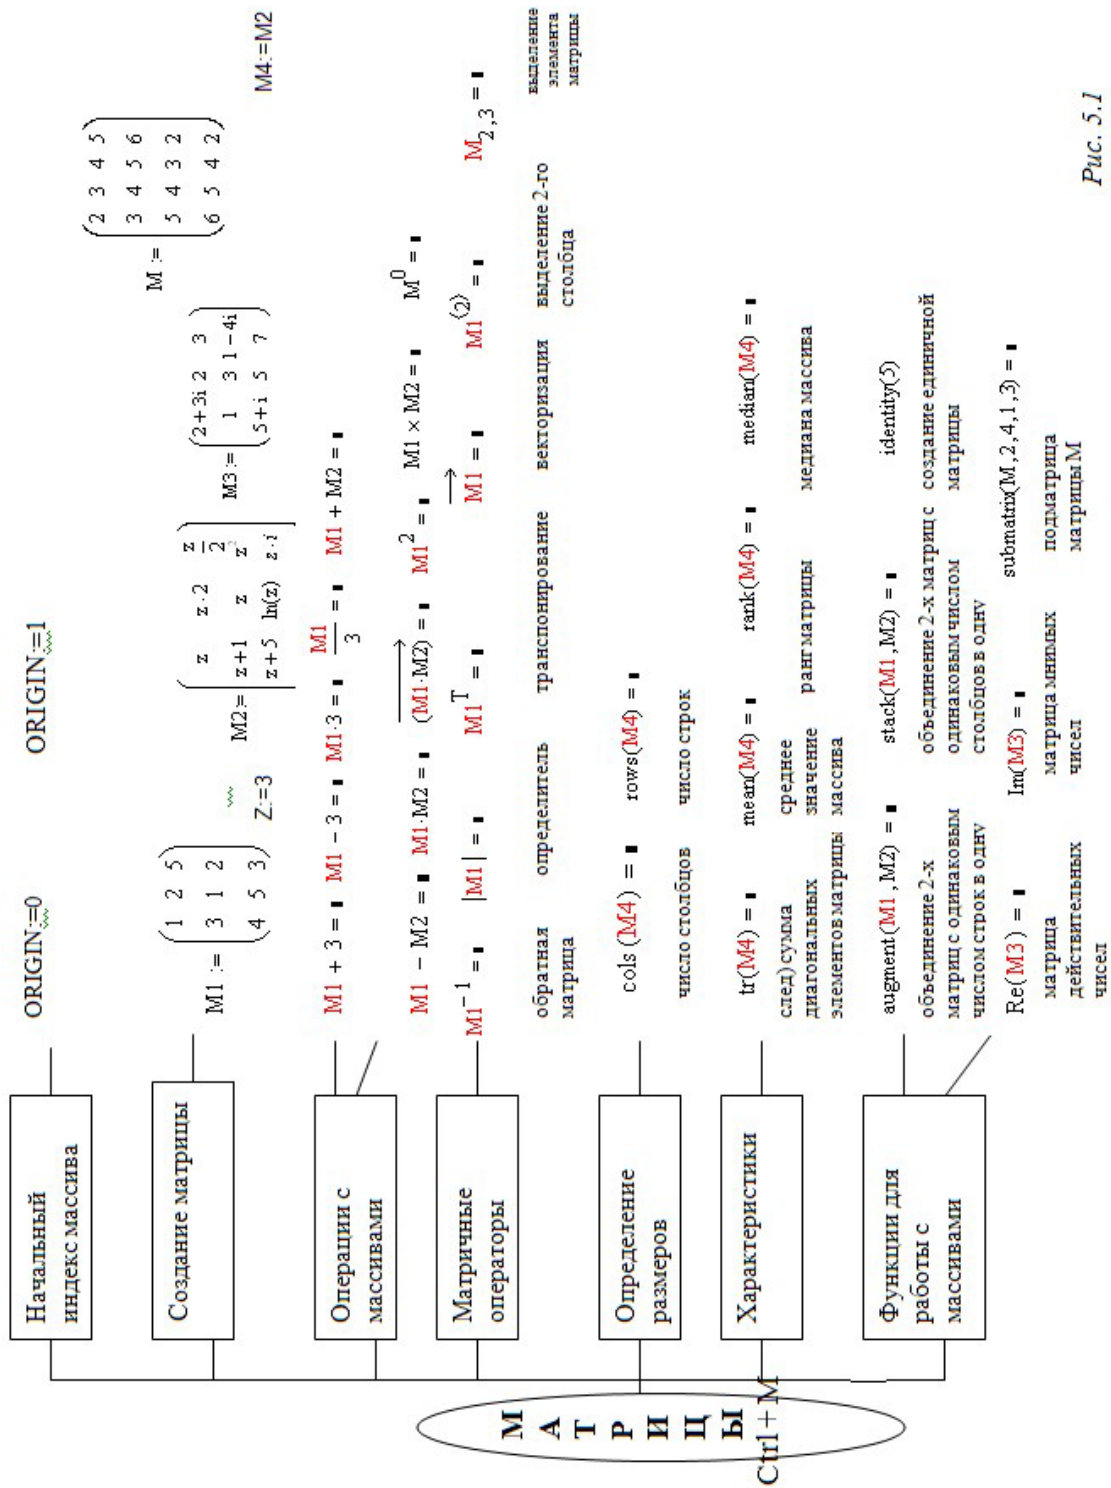 МАТРИЦЫ
Ctrl + M
Начальный
индекс массива
ORIGIN:=0
ORIGIN:=1
Создание матрицы
M1 :=
1 2 5
3 1 2
4 5 3
Z:=3
M2:=
z z·2 z/2
z+1 z z²
z+5 ln(z) z·i
M3 :=
2+3i 2 3
1 3 1−4i
5+i 5 7
M :=
2 3 4 5
3 4 5 6
5 4 3 2
6 5 4 2
M4:=M2
Операции с
массивами
M1 + 3 = ▮ M1 − 3 = ▮ M1·3 = ▮ M1/3 = ▮ M1 + M2 = ▮
M1 − M2 = ▮ M1·M2 = ▮ (M1·M2) = ▮ M1² = ▮ M1 × M2 = ▮ M⁰ = ▮
Матричные
операторы
M1⁻¹ = ▮ |M1| = ▮ M1ᵀ = ▮ M1 = ▮ M1⟨2⟩ = ▮ M2,3 = ▮
обратная
матрица
определитель
транспонирование
векторизация
выделение 2-го
столбца
выделение
элемента
матрицы
Определение
размеров
cols(M4) = ▮ rows(M4) = ▮
число столбцов
число строк
Характеристики
tr(M4) = ▮ mean(M4) = ▮ rank(M4) = ▮ median(M4) = ▮
след) сумма
диагональных
элементов матрицы
среднее
значение
массива
ранг матрицы
медиана массива
Функции для
работы с
массивами
augment(M1,M2) = ▮ stack(M1,M2) = ▮ identity(5)
объединение 2-х
матриц с одинаковым
числом строк в одну
объединение 2-х матриц с
одинаковым числом
столбцов в одну
создание единичной
матрицы
Re(M3) = ▮ Im(M3) = ▮ submatrix(M,2,4,1,3) = ▮
матрица
действительных
чисел
матрица мнимых
чисел
подматрица
матрицы M
Рис. 5.1